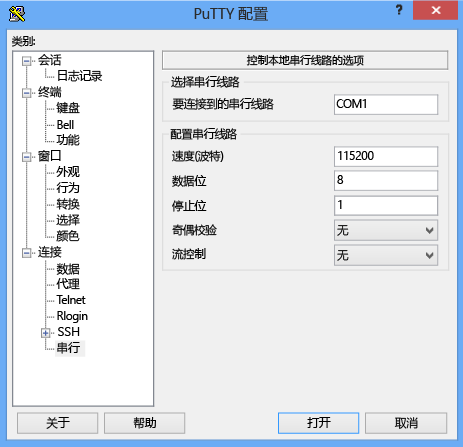 PuTTY 配置
类别:
会话
日志记录
终端
键盘
Bell
功能
窗口
外观
行为
转换
选择
颜色
连接
数据
代理
Telnet
Rlogin
SSH
串行
控制本地串行线路的选项
选择串行线路
要连接到的串行线路 COM1
配置串行线路
速度(波特) 115200
数据位 8
停止位 1
奇偶校验 无
流控制 无
关于 帮助 打开 取消